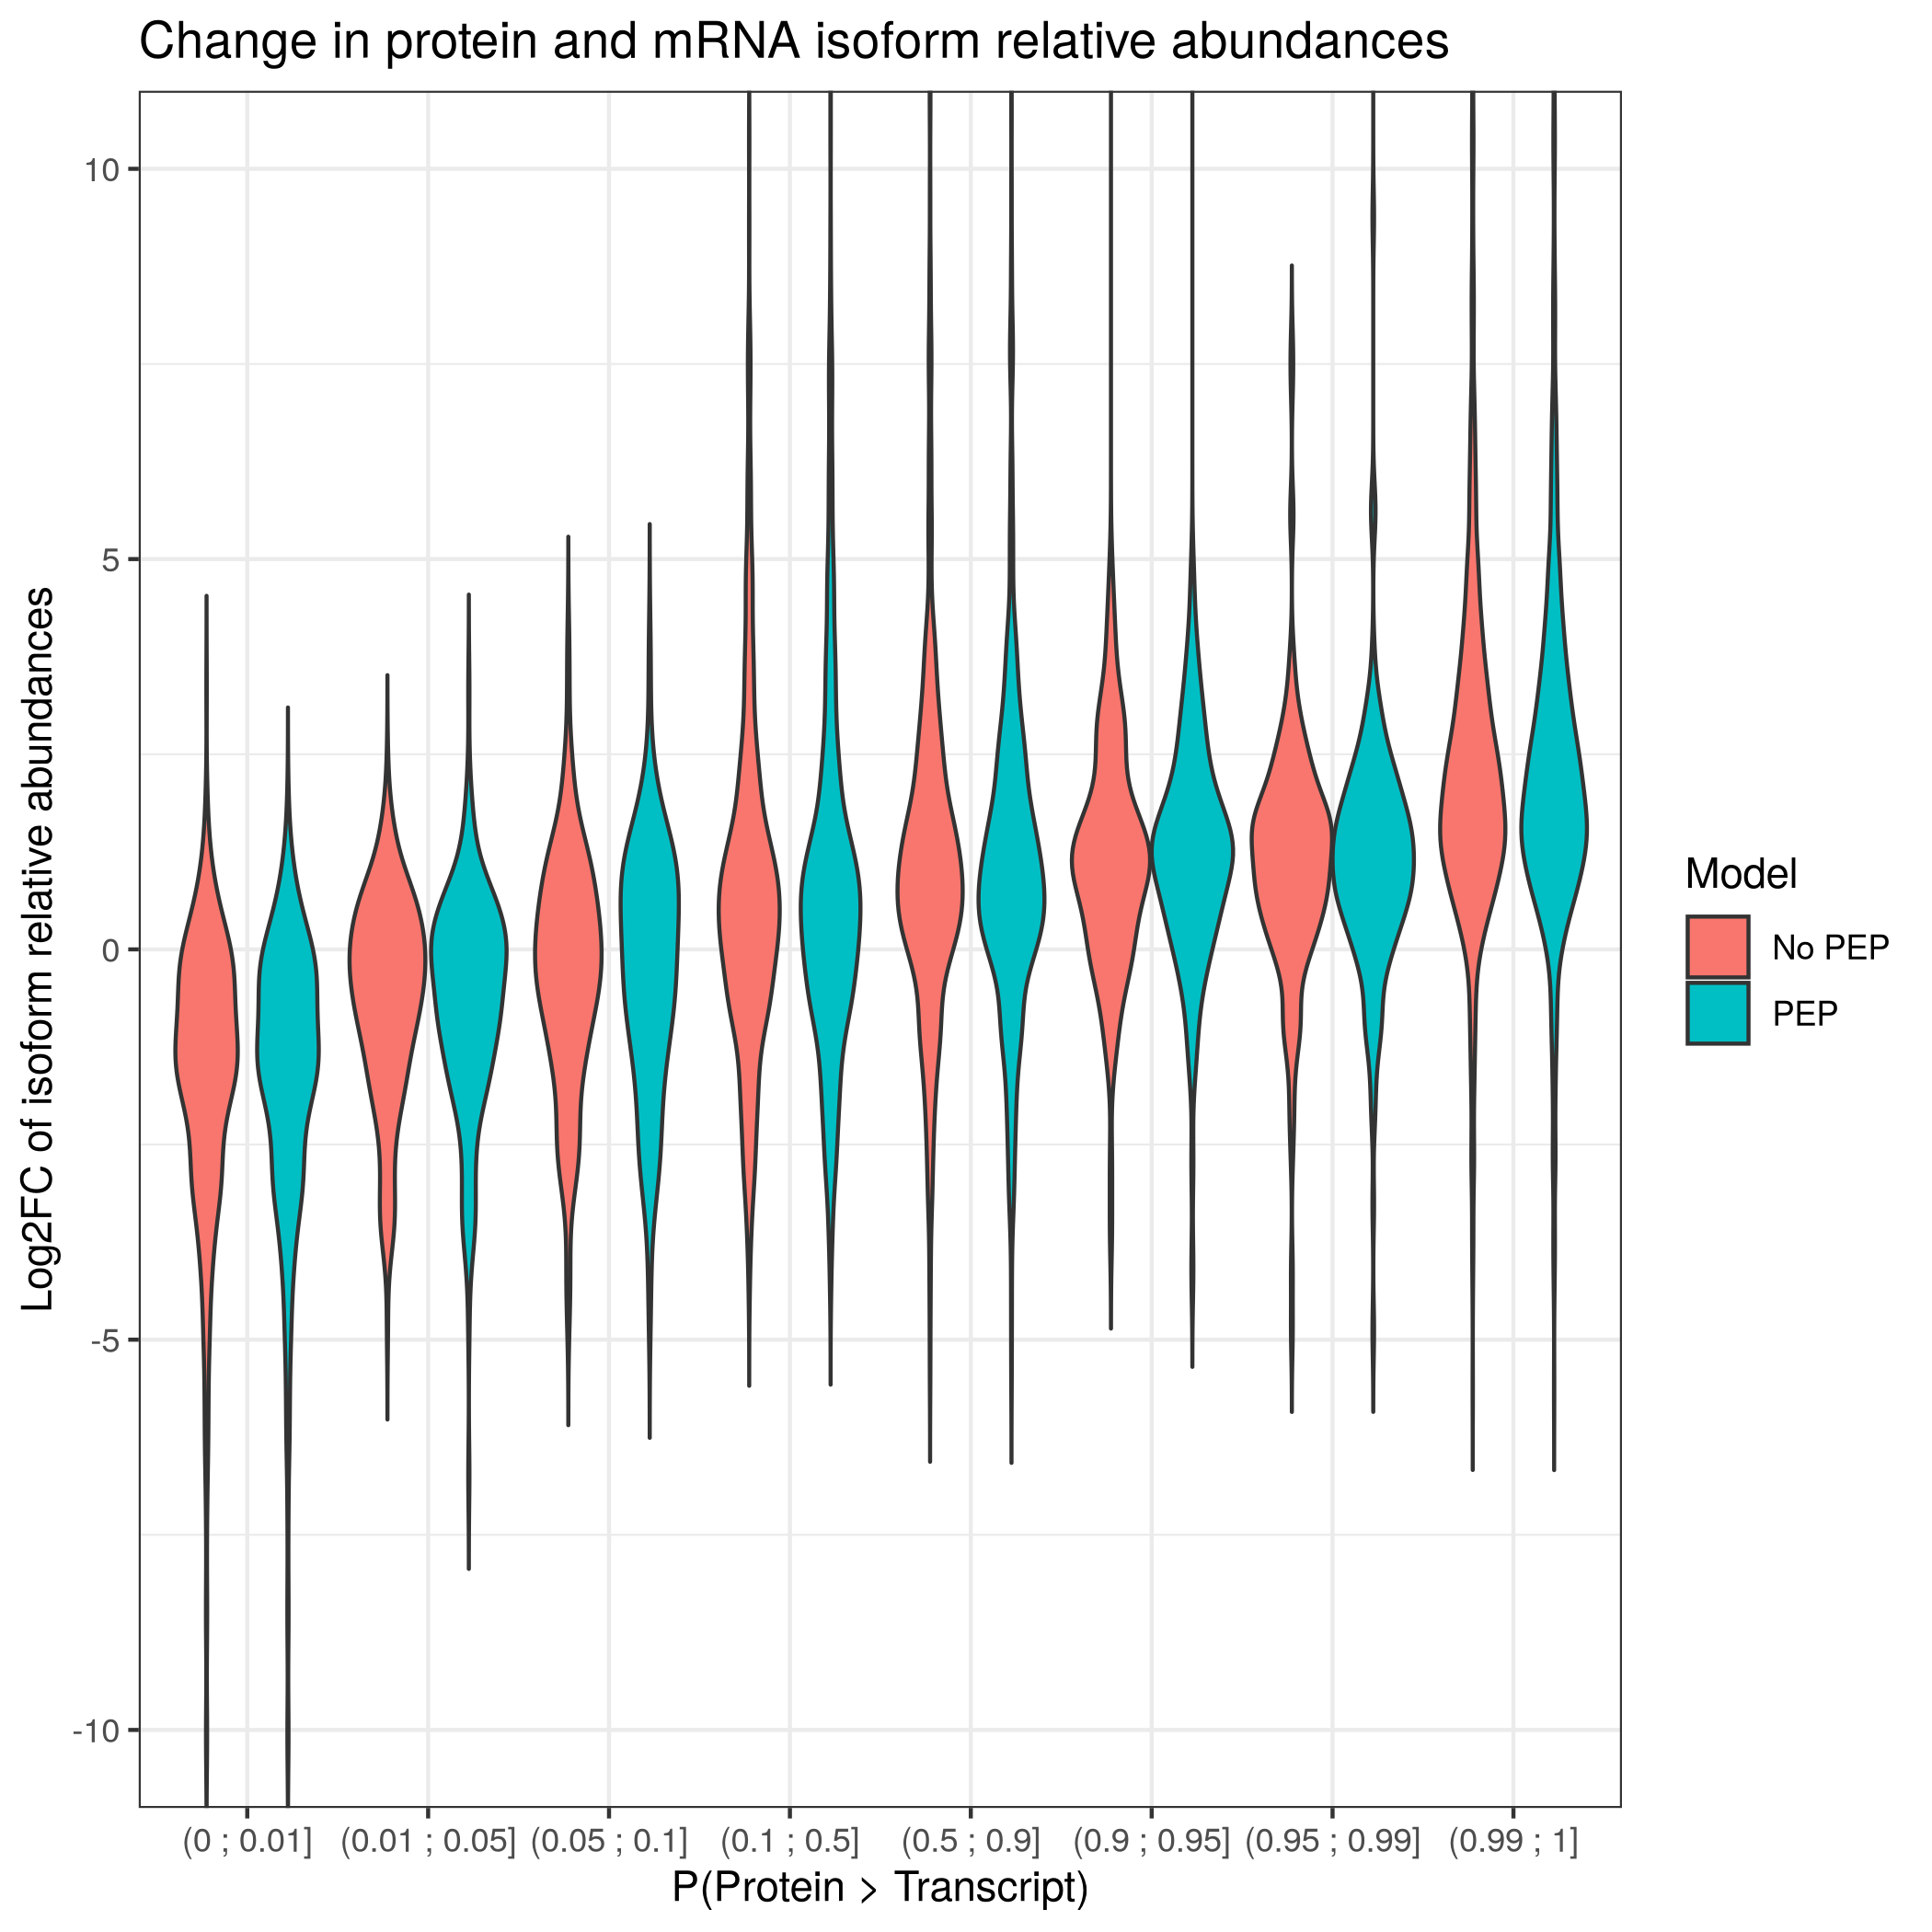 Change in protein and mRNA isoform relative abundances
Log2FC of isoform relative abundances
10
5
0
-5
-10
(0 ; 0.01] (0.01 ; 0.05] (0.05 ; 0.1] (0.1 ; 0.5] (0.5 ; 0.9] (0.9 ; 0.95] (0.95 ; 0.99] (0.99 ; 1]
P(Protein > Transcript)
Model
No PEP
PEP